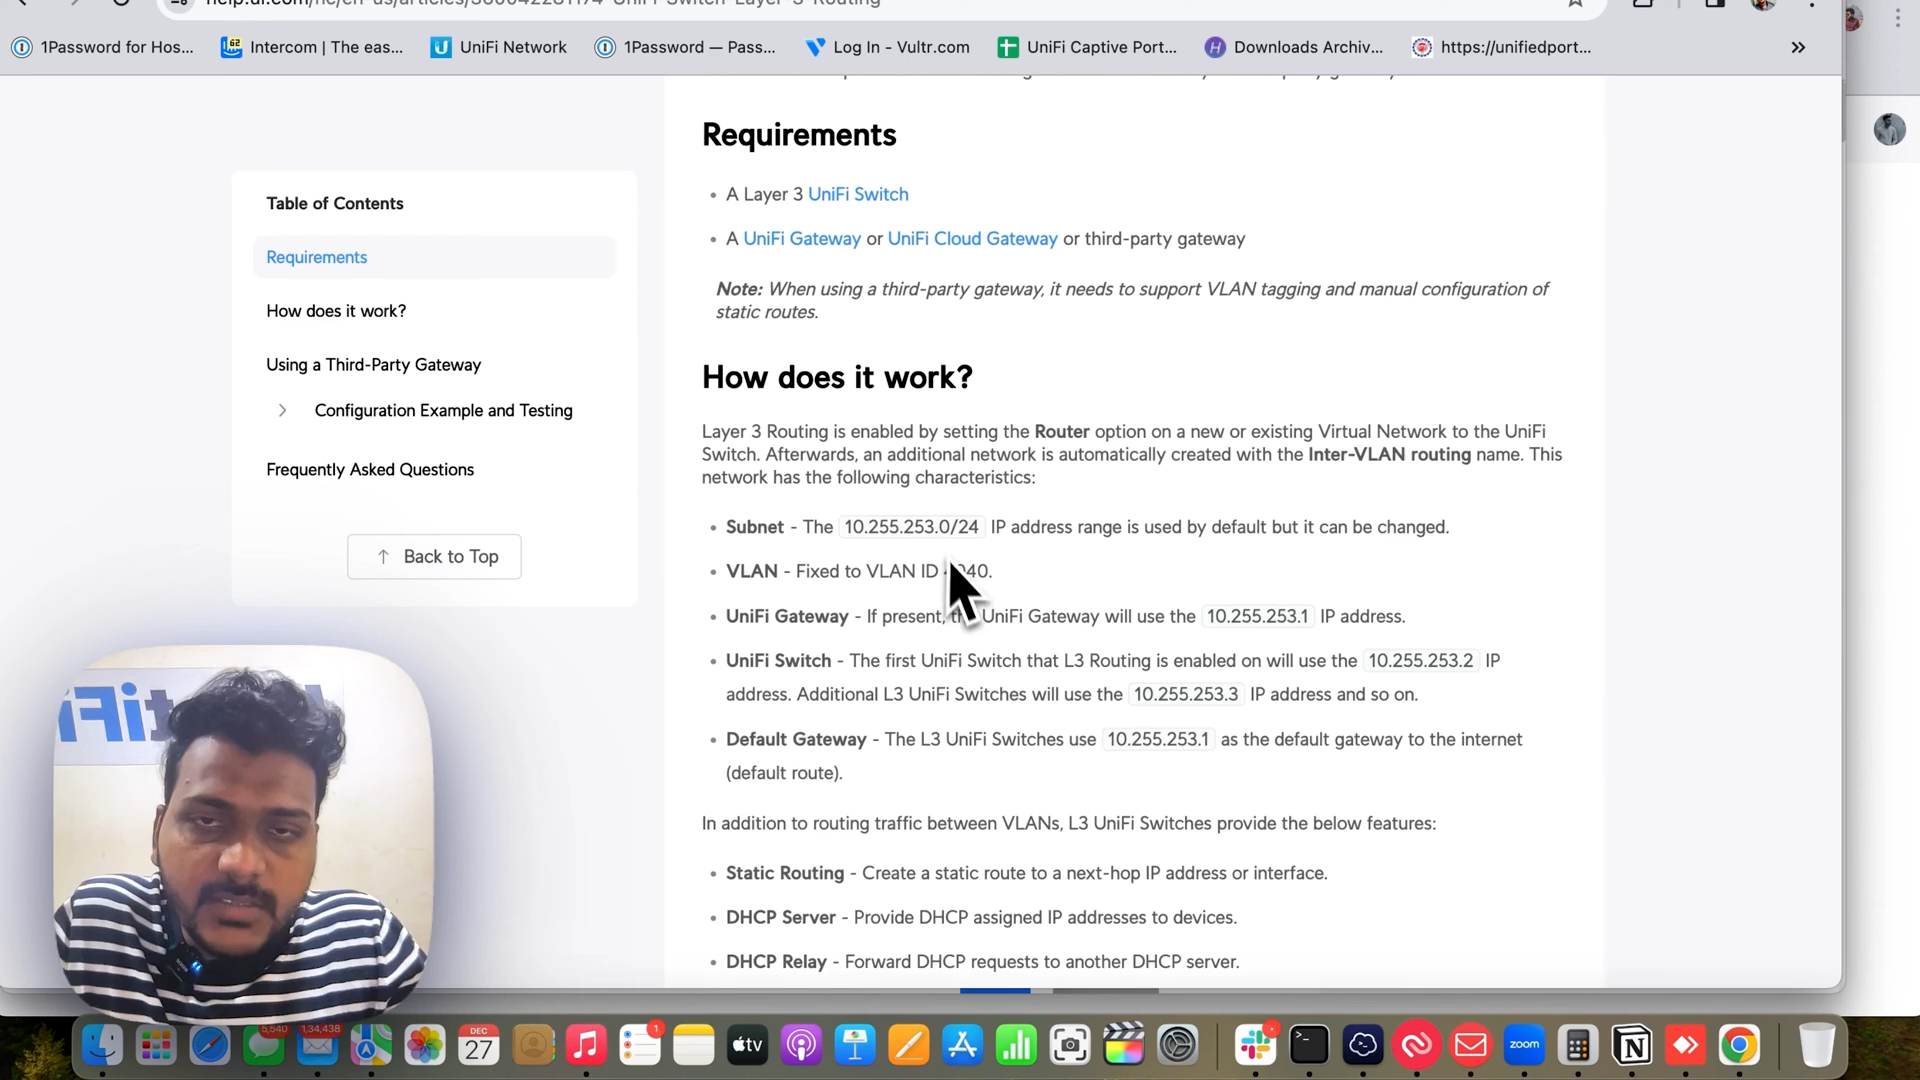 1Password for Hos...
Intercom | The eas...
UniFi Network
1Password — Pass...
Log In - Vultr.com
UniFi Captive Port...
Downloads Archiv...
https://unifiedport...
Requirements
Table of Contents
Requirements
How does it work?
Using a Third-Party Gateway
Configuration Example and Testing
Frequently Asked Questions
↑ Back to Top
• A Layer 3 UniFi Switch
• A UniFi Gateway or UniFi Cloud Gateway or third-party gateway
Note: When using a third-party gateway, it needs to support VLAN tagging and manual configuration of
static routes.
How does it work?
Layer 3 Routing is enabled by setting the Router option on a new or existing Virtual Network to the UniFi
Switch. Afterwards, an additional network is automatically created with the Inter-VLAN routing name. This
network has the following characteristics:
• Subnet - The 10.255.253.0/24 IP address range is used by default but it can be changed.
• VLAN - Fixed to VLAN ID
• UniFi Gateway - If present, UniFi Gateway will use the 10.255.253.1 IP address.
• UniFi Switch - The first UniFi Switch that L3 Routing is enabled on will use the 10.255.253.2 IP
address. Additional L3 UniFi Switches will use the 10.255.253.3 IP address and so on.
• Default Gateway - The L3 UniFi Switches use 10.255.253.1 as the default gateway to the internet
(default route).
In addition to routing traffic between VLANs, L3 UniFi Switches provide the below features:
• Static Routing - Create a static route to a next-hop IP address or interface.
• DHCP Server - Provide DHCP assigned IP addresses to devices.
• DHCP Relay - Forward DHCP requests to another DHCP server.
5,540
1,34,438
DEC
27
1
tv
zoom